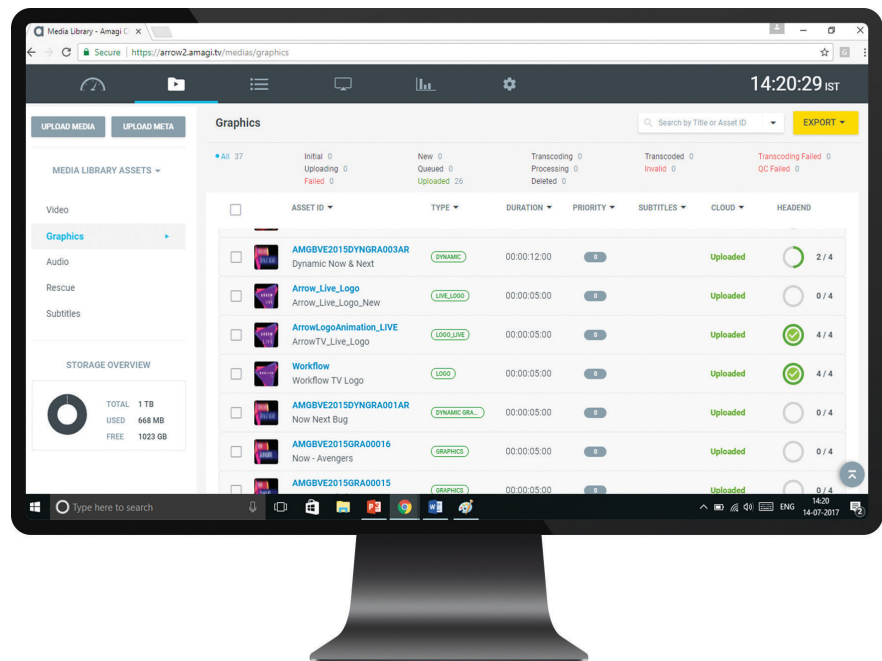 Media Library - Amagi C
Secure https://arrow2.amagi.tv/medias/graphics
14:20:29 IST
UPLOAD MEDIA UPLOAD META
Graphics
Search by Title or Asset ID
EXPORT
MEDIA LIBRARY ASSETS
Video
Graphics
Audio
Rescue
Subtitles
STORAGE OVERVIEW
TOTAL 1 TB
USED 668 MB
FREE 1023 GB
All 37 Initial 0 New 0 Transcoding 0 Transcoded 0 Transcoding Failed 0
Uploading 0 Queued 0 Processing 0 Invalid 0 QC Failed 0
Failed 0 Uploaded 26 Deleted 0
ASSET ID TYPE DURATION PRIORITY SUBTITLES CLOUD HEADEND
AMGBVE2015DYNGRA003AR
Dynamic Now & Next DYNAMIC 00:00:12:00 0 Uploaded 2 / 4
Arrow_Live_Logo
Arrow_Live_Logo_New LIVE_LOGO 00:00:05:00 0 Uploaded 0 / 4
ArrowLogoAnimation_LIVE
ArrowTV_Live_Logo LOGO_LIVE 00:00:05:00 0 Uploaded 4 / 4
Workflow
Workflow TV Logo LOGO 00:00:05:00 0 Uploaded 4 / 4
AMGBVE2015DYNGRA001AR
Now Next Bug DYNAMIC GRA... 00:00:05:00 0 Uploaded 0 / 4
AMGBVE2015GRA00016
Now - Avengers GRAPHICS 00:00:05:00 0 Uploaded 0 / 4
AMGBVE2015GRA00015
GRAPHICS 00:00:05:00 0 Uploaded 0 / 4
Type here to search
ENG
14:20
14-07-2017